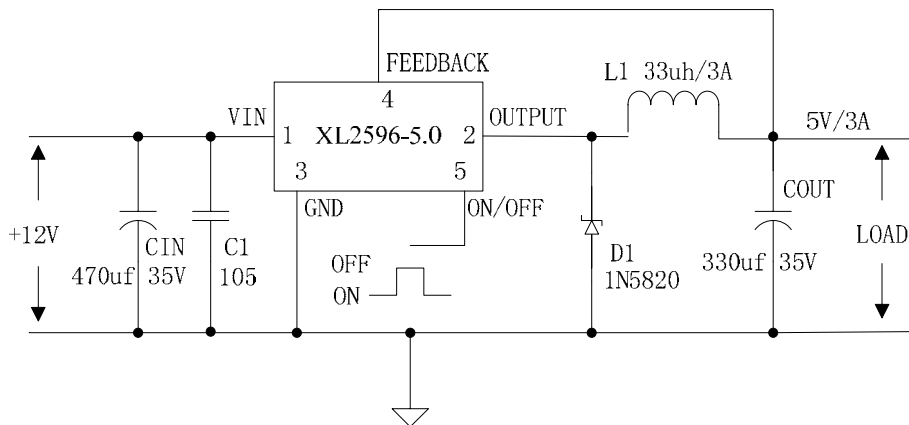 FEEDBACK
L1 33uh/3A
4
VIN
OUTPUT
5V/3A
1 XL2596-5.0 2
3 5
GND
ON/OFF
COUT
+12V
CIN
C1
OFF
D1
LOAD
470uf 35V
105
ON
1N5820
330uf 35V